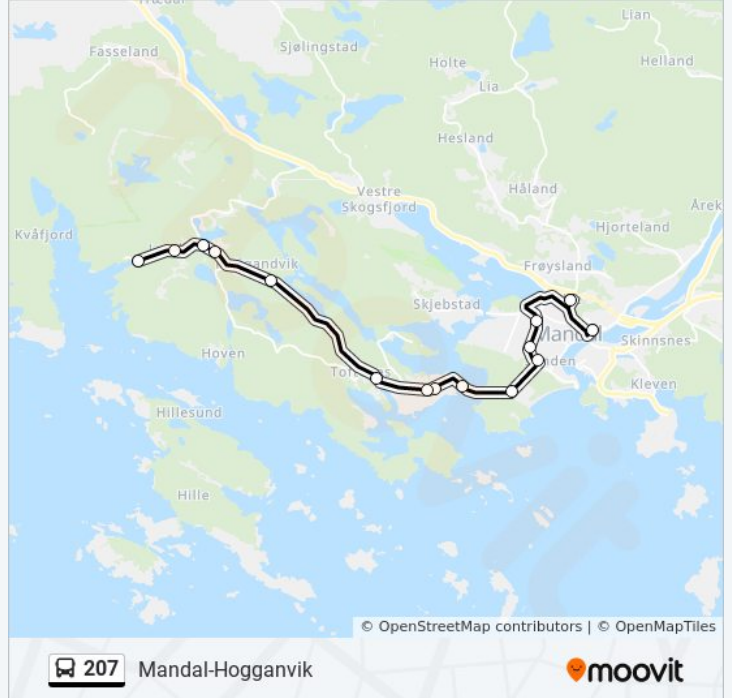 Lian
Fasseland
Sjølingstad
Holte
Helland
Lia
Hesland
Håland
Vestre
Skogsfjord
Årek
Hjorteland
Kvåfjord
Frøysland
Skjebstad
Mandal
Skinnsnes
Hoven
Kleven
Hillesund
Hille
© OpenStreetMap contributors | © OpenMapTiles
207 Mandal-Hogganvik
moovit